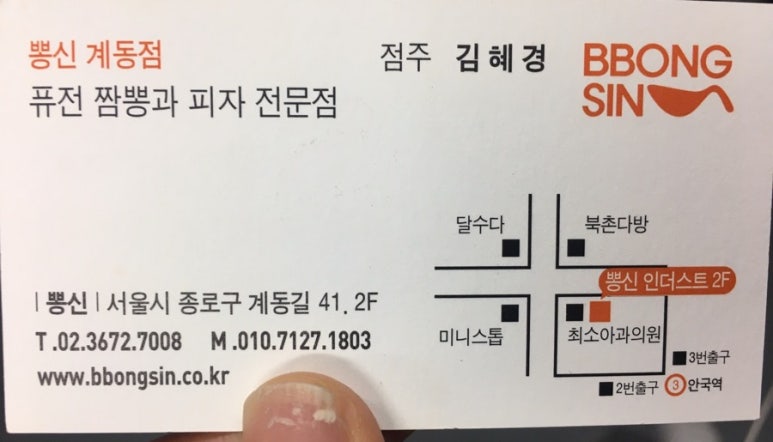 뽕신 계동점
퓨전 짬뽕과 피자 전문점
점주 김혜경
BBONG
SIN
달수다
북촌다방
뽕신 인더스트 2F
미니스톱
최소아과의원
3번출구
2번출구 3 안국역
| 뽕신 | 서울시 종로구 계동길 41, 2F
T.02.3672.7008 M.010.7127.1803
www.bbongsin.co.kr